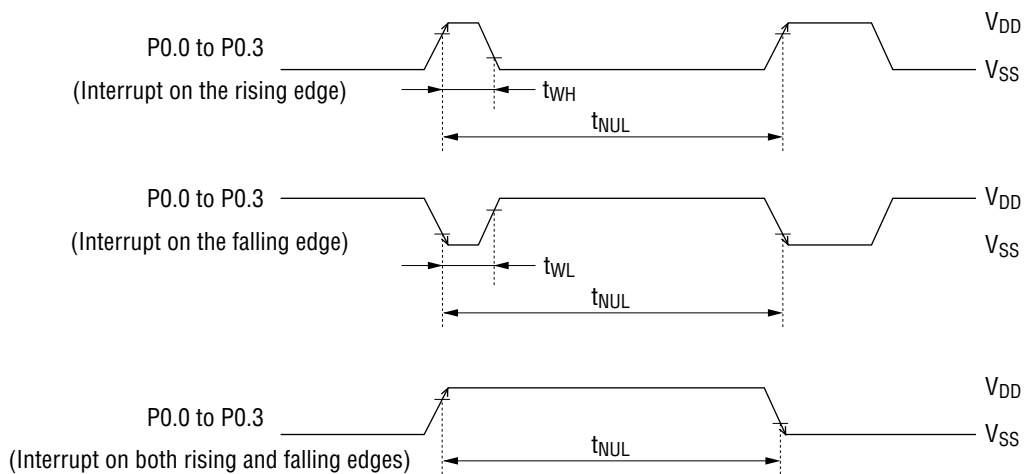 V_DD
P0.0 to P0.3
V_SS
(Interrupt on the rising edge)
t_WH
t_NUL
P0.0 to P0.3
V_DD
(Interrupt on the falling edge)
V_SS
t_WL
t_NUL
V_DD
P0.0 to P0.3
V_SS
t_NUL
(Interrupt on both rising and falling edges)